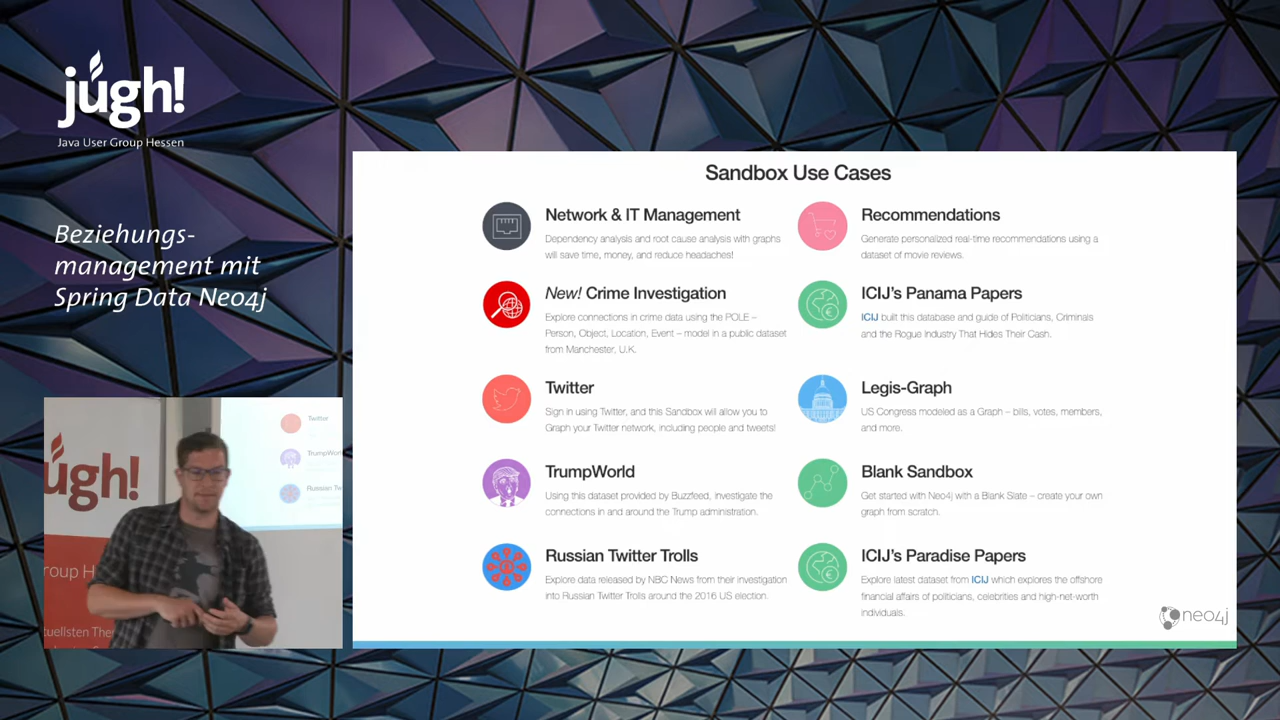 júgh!
Java User Group Hessen
Beziehungs-
management mit
Spring Data Neo4j
Sandbox Use Cases
Network & IT Management
Dependency analysis and root cause analysis with graphs
will save time, money, and reduce headaches!
New! Crime Investigation
Explore connections in crime data using the POLE –
Person, Object, Location, Event – model in a public dataset
from Manchester, U.K.
Twitter
Sign in using Twitter, and this Sandbox will allow you to
Graph your Twitter network, including people and tweets!
TrumpWorld
Using this dataset provided by Buzzfeed, investigate the
connections in and around the Trump administration.
Russian Twitter Trolls
Explore data released by NBC News from their investigation
into Russian Twitter Trolls around the 2016 US election.
Recommendations
Generate personalized real-time recommendations using a
dataset of movie reviews.
ICIJ's Panama Papers
ICIJ built this database and guide of Politicians, Criminals
and the Rogue Industry That Hides Their Cash.
Legis-Graph
US Congress modeled as a Graph – bills, votes, members,
and more.
Blank Sandbox
Get started with Neo4j with a Blank Slate – create your own
graph from scratch.
ICIJ's Paradise Papers
Explore latest dataset from ICIJ which explores the offshore
financial affairs of politicians, celebrities and high-net-worth
individuals.
neo4j
Twitter
TrumpWorl
Russian Tw
úgh!
roup H
tuellsten The